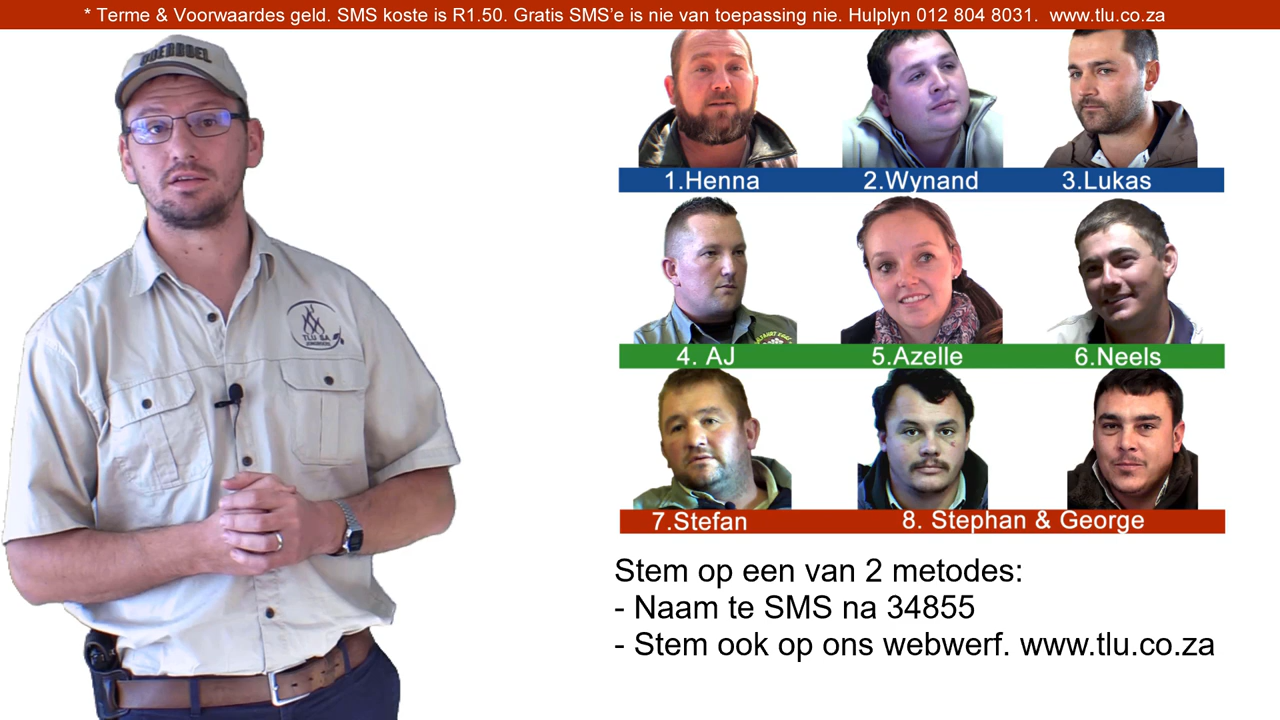 * Terme & Voorwaardes geld. SMS koste is R1.50. Gratis SMS’e is nie van toepassing nie. Hulplyn 012 804 8031.  www.tlu.co.za
BOERBOEL
TLU SA
1.Henna 2.Wynand 3.Lukas
4. AJ 5.Azelle 6.Neels
7.Stefan 8. Stephan & George
Stem op een van 2 metodes:
- Naam te SMS na 34855
- Stem ook op ons webwerf. www.tlu.co.za